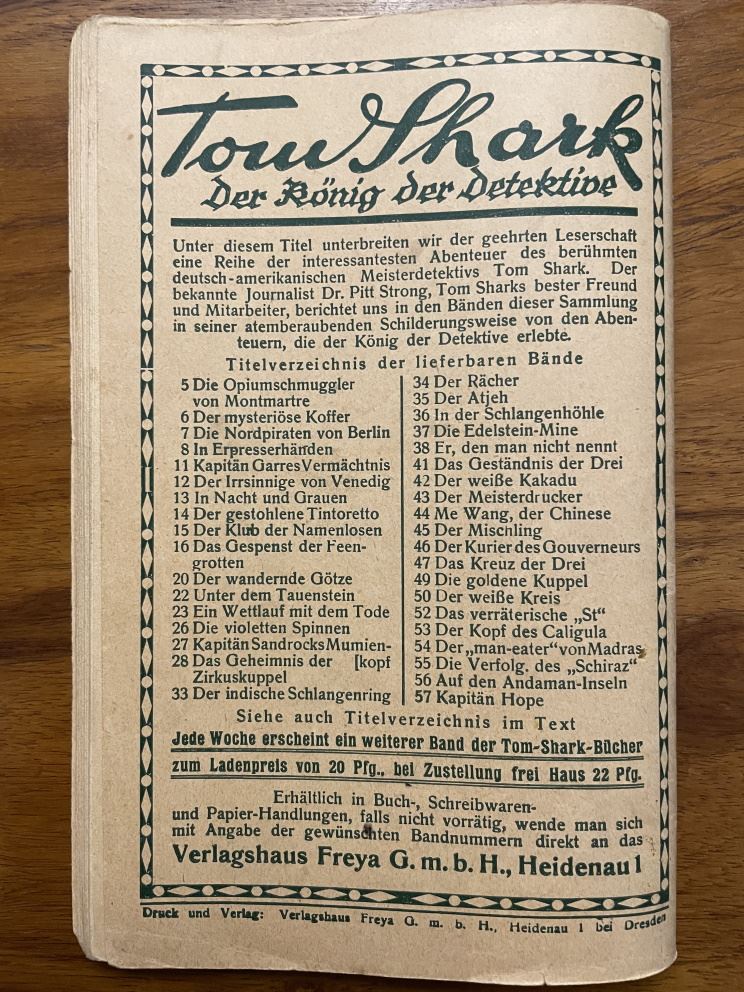 Tom Shark
Der König der Detektive
Unter diesem Titel unterbreiten wir der geehrten Leserschaft
eine Reihe der interessantesten Abenteuer des berühmten
deutsch-amerikanischen Meisterdetektivs Tom Shark. Der
bekannte Journalist Dr. Pitt Strong, Tom Sharks bester Freund
und Mitarbeiter, berichtet uns in den Bänden dieser Sammlung
in seiner atemberaubenden Schilderungsweise von den Aben-
teuern, die der König der Detektive erlebte.
Titelverzeichnis der lieferbaren Bände
5 Die Opiumschmuggler
von Montmartre
6 Der mysteriöse Koffer
7 Die Nordpiraten von Berlin
8 In Erpresserhänden
11 Kapitän Garres Vermächtnis
12 Der Irrsinnige von Venedig
13 In Nacht und Grauen
14 Der gestohlene Tintoretto
15 Der Klub der Namenlosen
16 Das Gespenst der Feen-
grotten
20 Der wandernde Götze
22 Unter dem Tauenstein
23 Ein Wettlauf mit dem Tode
26 Die violetten Spinnen
27 Kapitän Sandrocks Mumien-
28 Das Geheimnis der [kopf
Zirkuskuppel
33 Der indische Schlangenring
34 Der Rächer
35 Der Atjeh
36 In der Schlangenhöhle
37 Die Edelstein-Mine
38 Er, den man nicht nennt
41 Das Geständnis der Drei
42 Der weiße Kakadu
43 Der Meisterdrucker
44 Me Wang, der Chinese
45 Der Mischling
46 Der Kurier des Gouverneurs
47 Das Kreuz der Drei
49 Die goldene Kuppel
50 Der weiße Kreis
52 Das verräterische „St“
53 Der Kopf des Caligula
54 Der „man-eater“ von Madras
55 Die Verfolg. des „Schiraz“
56 Auf den Andaman-Inseln
57 Kapitän Hope
Siehe auch Titelverzeichnis im Text
Jede Woche erscheint ein weiterer Band der Tom-Shark-Bücher
zum Ladenpreis von 20 Pfg., bei Zustellung frei Haus 22 Pfg.
Erhältlich in Buch-, Schreibwaren-
und Papier-Handlungen, falls nicht vorrätig, wende man sich
mit Angabe der gewünschten Bandnummern direkt an das
Verlagshaus Freya G. m. b. H., Heidenau 1
Druck und Verlag: Verlagshaus Freya G. m. b. H., Heidenau 1 bei Dresden